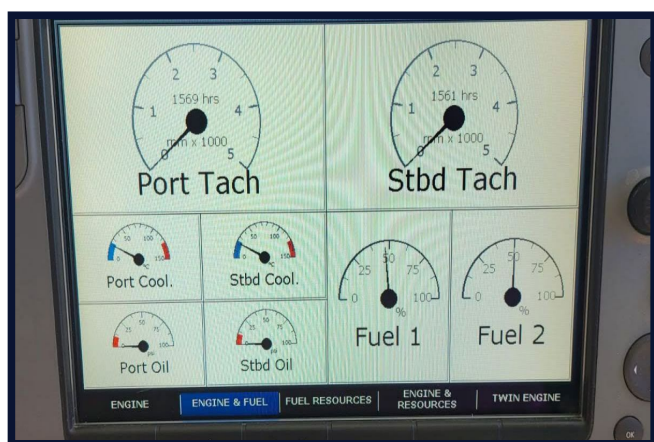 2 3
1569 hrs
1 4
rpm x 1000
0 5
Port Tach
2 3
1561 hrs
1 4
rpm x 1000
0 5
Stbd Tach
50 100
0 150
°C
Port Cool.
50 100
0 150
°C
Stbd Cool.
50
25 75
0 100
%
Fuel 1
50
25 75
0 100
%
Fuel 2
50
25 75
0 100
psi
Port Oil
50
25 75
0 100
psi
Stbd Oil
ENGINE
ENGINE & FUEL
FUEL RESOURCES
ENGINE &
RESOURCES
TWIN ENGINE
OK